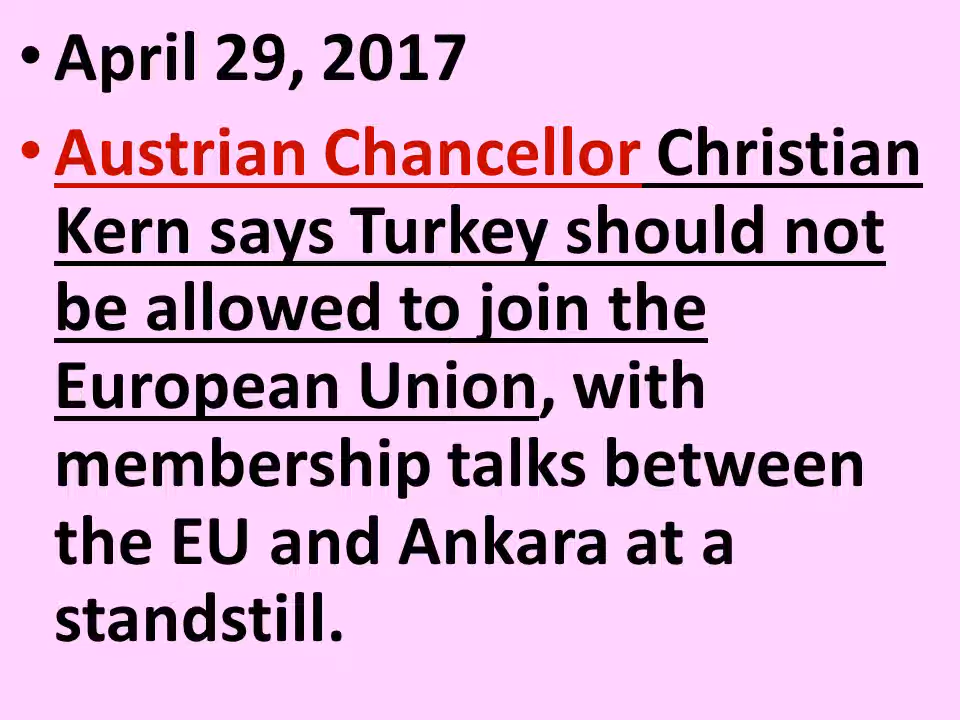 • April 29, 2017
• Austrian Chancellor Christian
Kern says Turkey should not
be allowed to join the
European Union, with
membership talks between
the EU and Ankara at a
standstill.